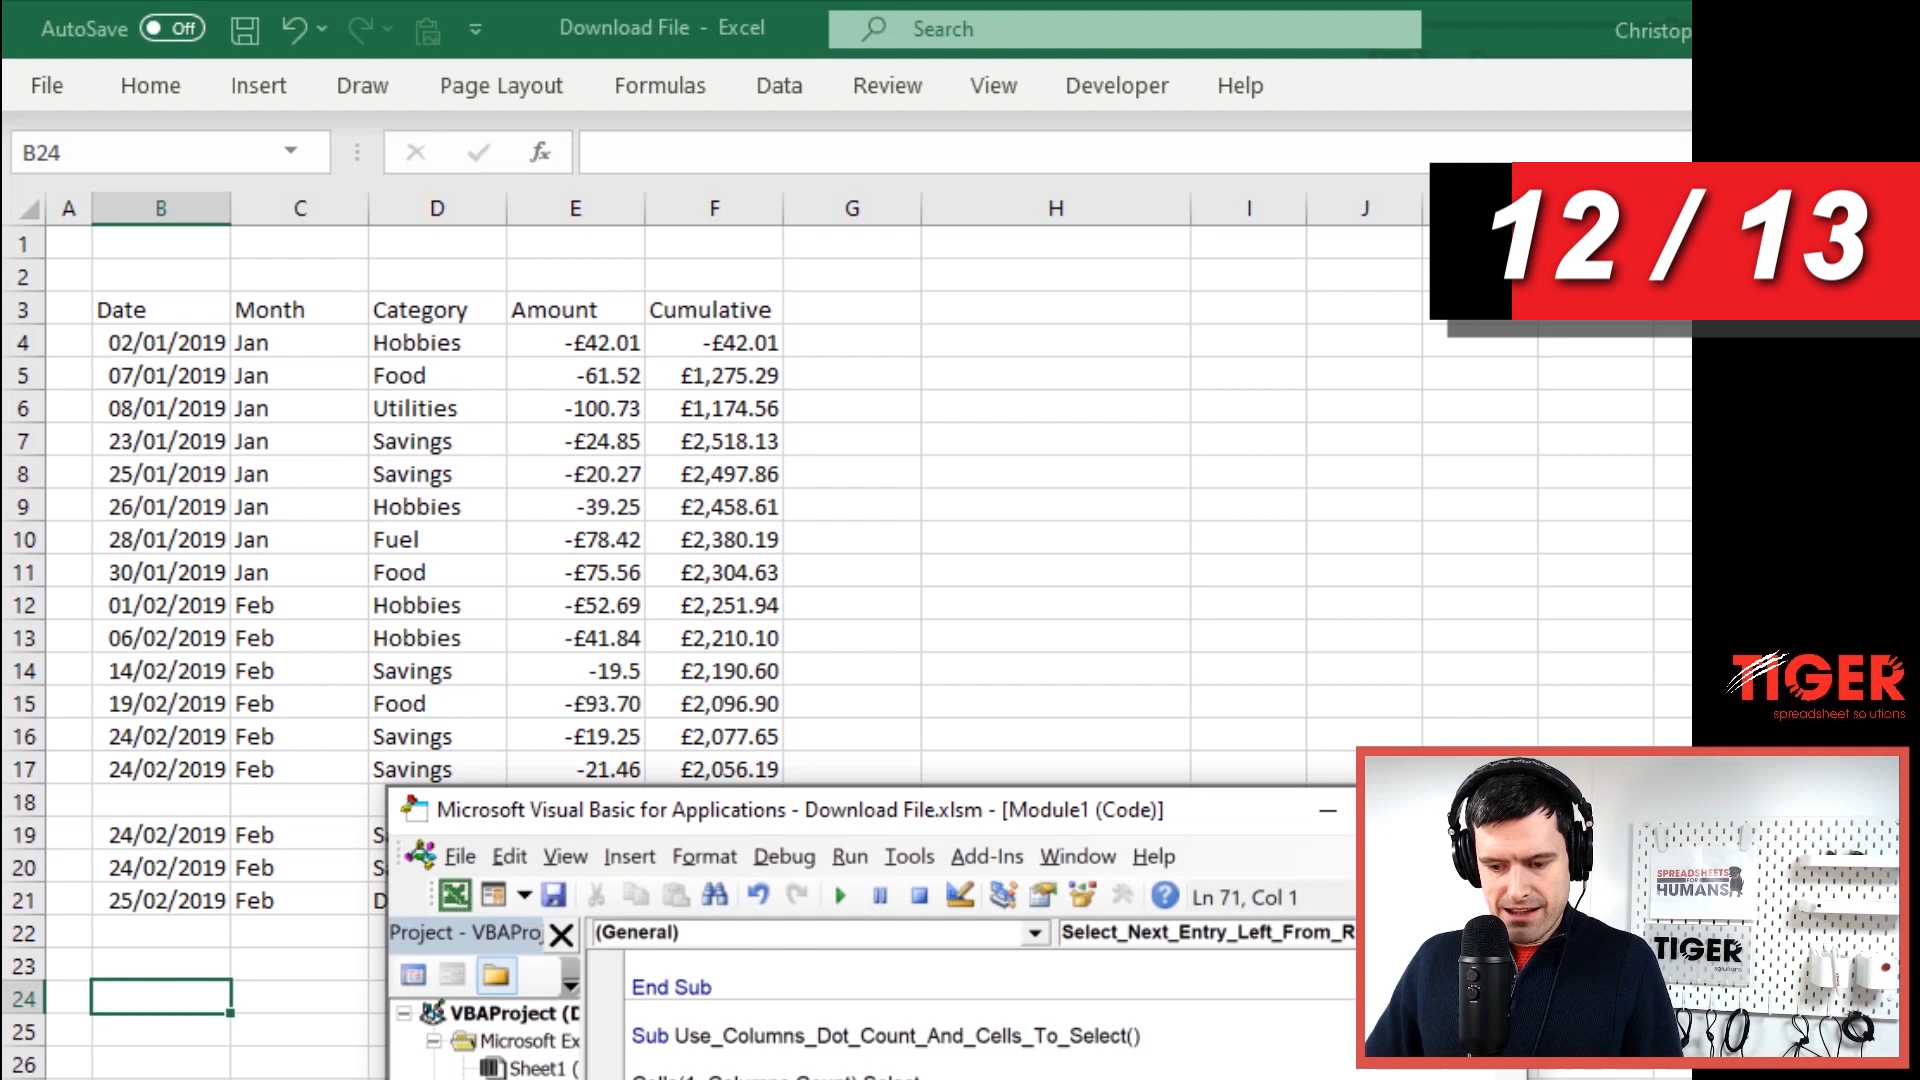 AutoSave Off Download File - Excel Search Christop
File Home Insert Draw Page Layout Formulas Data Review View Developer Help
B24 fx
12 / 13
A B C D E F G H I J
1
2
3 Date Month Category Amount Cumulative
4 02/01/2019 Jan Hobbies -£42.01 -£42.01
5 07/01/2019 Jan Food -61.52 £1,275.29
6 08/01/2019 Jan Utilities -100.73 £1,174.56
7 23/01/2019 Jan Savings -£24.85 £2,518.13
8 25/01/2019 Jan Savings -£20.27 £2,497.86
9 26/01/2019 Jan Hobbies -39.25 £2,458.61
10 28/01/2019 Jan Fuel -£78.42 £2,380.19
11 30/01/2019 Jan Food -£75.56 £2,304.63
12 01/02/2019 Feb Hobbies -£52.69 £2,251.94
13 06/02/2019 Feb Hobbies -£41.84 £2,210.10
14 14/02/2019 Feb Savings -19.5 £2,190.60
15 19/02/2019 Feb Food -£93.70 £2,096.90
16 24/02/2019 Feb Savings -£19.25 £2,077.65
17 24/02/2019 Feb Savings -21.46 £2,056.19
18
19 24/02/2019 Feb S
20 24/02/2019 Feb S
21 25/02/2019 Feb D
22
23
24
25
26
Microsoft Visual Basic for Applications - Download File.xlsm - [Module1 (Code)]
File Edit View Insert Format Debug Run Tools Add-Ins Window Help
Ln 71, Col 1
Project - VBAProj
(General) Select_Next_Entry_Left_From_R
VBAProject (D
Microsoft Ex
Sheet1 (
End Sub
Sub Use_Columns_Dot_Count_And_Cells_To_Select()
Cells(1, Columns.Count).Select
TIGER
spreadsheet solutions
SPREADSHEETS
FOR
HUMANS
TIGER
solutions